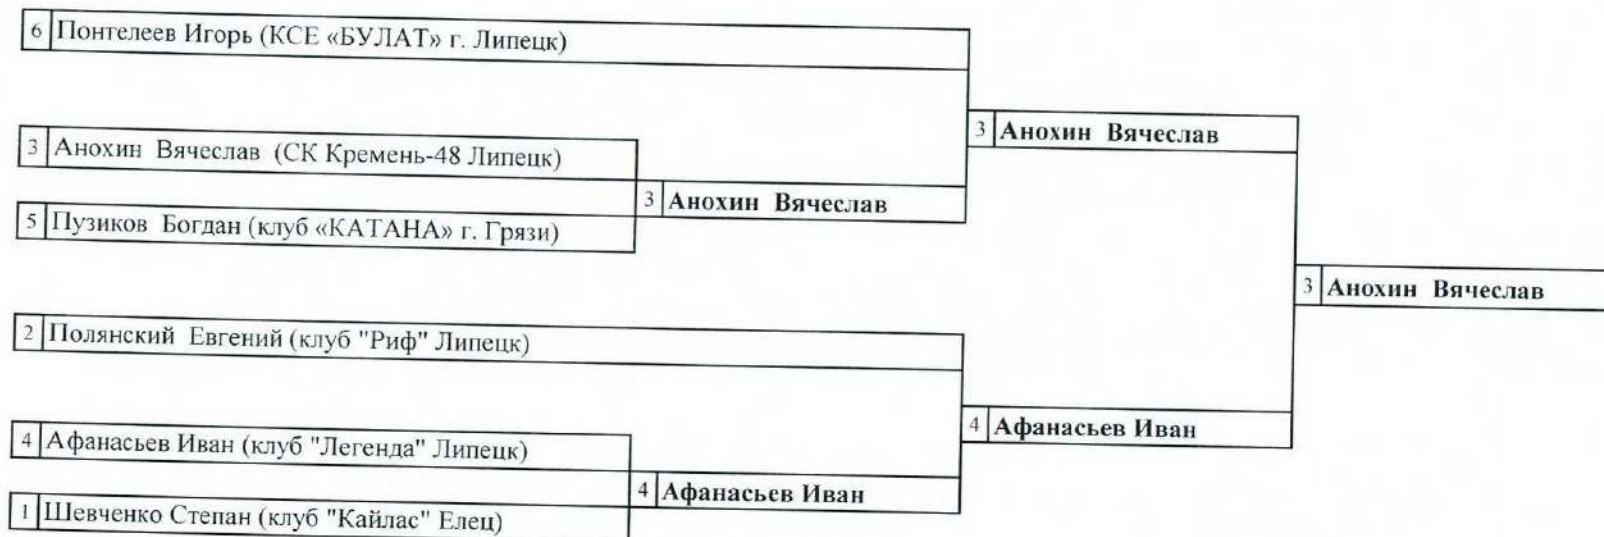 6 Понтелеев Игорь (КСЕ «БУЛАТ» г. Липецк)
3 Анохин Вячеслав
3 Анохин Вячеслав (СК Кремень-48 Липецк)
3 Анохин Вячеслав
5 Пузиков Богдан (клуб «КАТАНА» г. Грязи)
3 Анохин Вячеслав
2 Полянский Евгений (клуб "Риф" Липецк)
4 Афанасьев Иван
4 Афанасьев Иван (клуб "Легенда" Липецк)
4 Афанасьев Иван
1 Шевченко Степан (клуб "Кайлас" Елец)